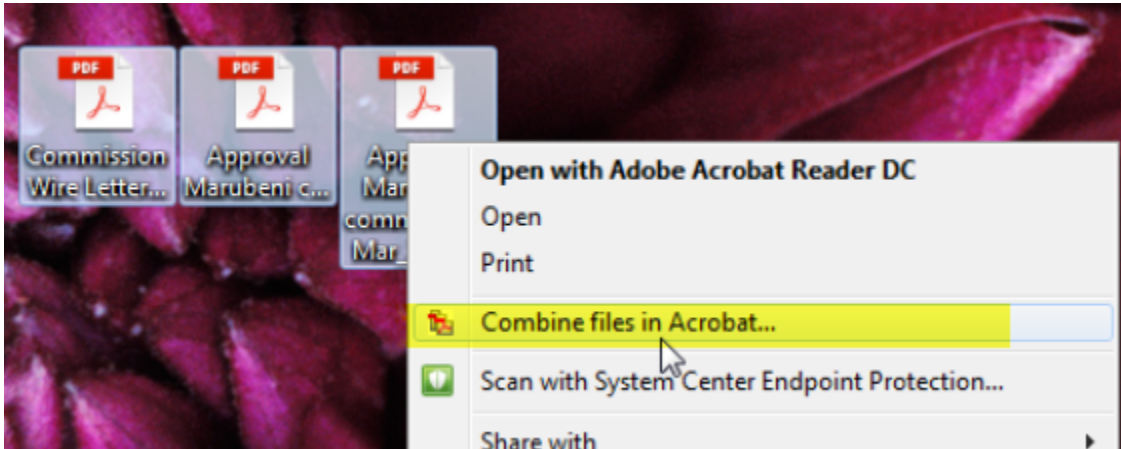 PDF PDF PDF
Commission
Wire Letter...
Approval
Marubeni c...
Open with Adobe Acrobat Reader DC
Open
Print
Combine files in Acrobat...
Scan with System Center Endpoint Protection...
Share with